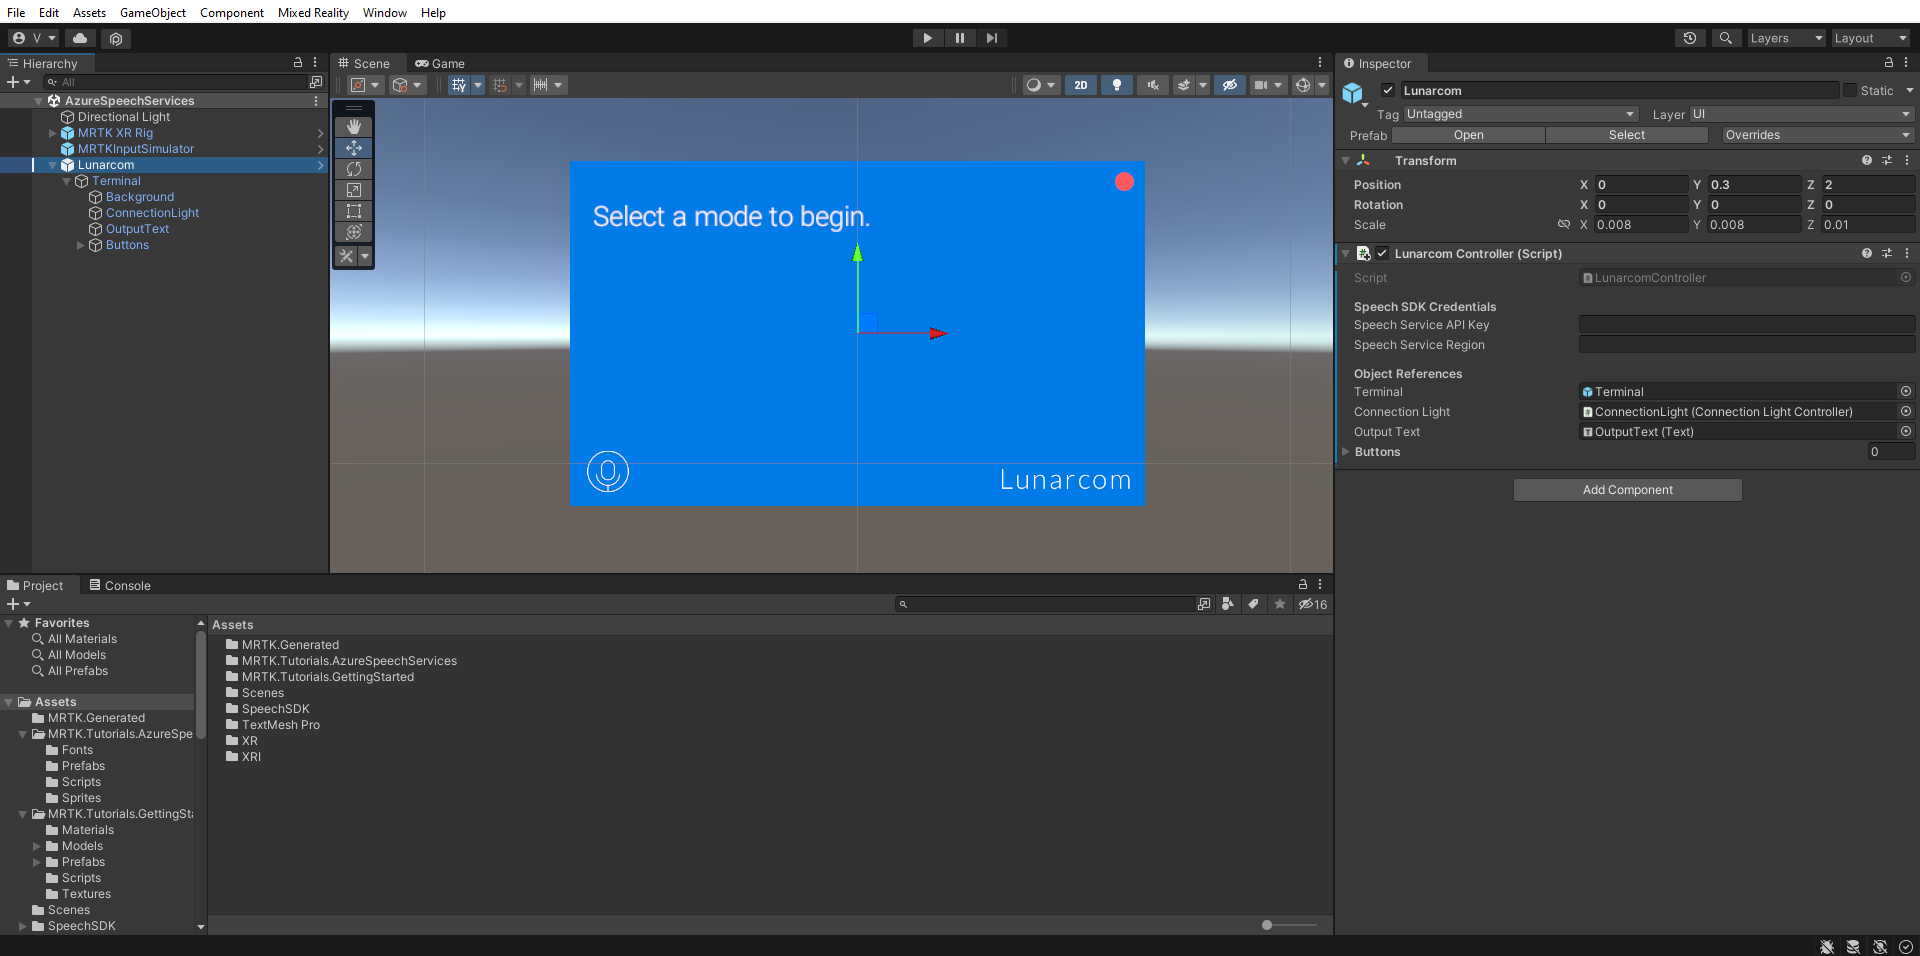 File Edit Assets GameObject Component Mixed Reality Window Help
V
Layers Layout
Hierarchy
All
AzureSpeechServices
Directional Light
MRTK XR Rig
MRTKInputSimulator
Lunarcom
Terminal
Background
ConnectionLight
OutputText
Buttons
Scene Game
2D
Select a mode to begin.
Lunarcom
Inspector
Lunarcom Static
Tag Untagged Layer UI
Prefab Open Select Overrides
Transform
Position X 0 Y 0.3 Z 2
Rotation X 0 Y 0 Z 0
Scale X 0.008 Y 0.008 Z 0.01
Lunarcom Controller (Script)
Script LunarcomController
Speech SDK Credentials
Speech Service API Key
Speech Service Region
Object References
Terminal Terminal
Connection Light ConnectionLight (Connection Light Controller)
Output Text OutputText (Text)
Buttons 0
Add Component
Project Console
16
Favorites
All Materials
All Models
All Prefabs
Assets
MRTK.Generated
MRTK.Tutorials.AzureSpe
Fonts
Prefabs
Scripts
Sprites
MRTK.Tutorials.GettingSta
Materials
Models
Prefabs
Scripts
Textures
Scenes
SpeechSDK
Assets
MRTK.Generated
MRTK.Tutorials.AzureSpeechServices
MRTK.Tutorials.GettingStarted
Scenes
SpeechSDK
TextMesh Pro
XR
XRI